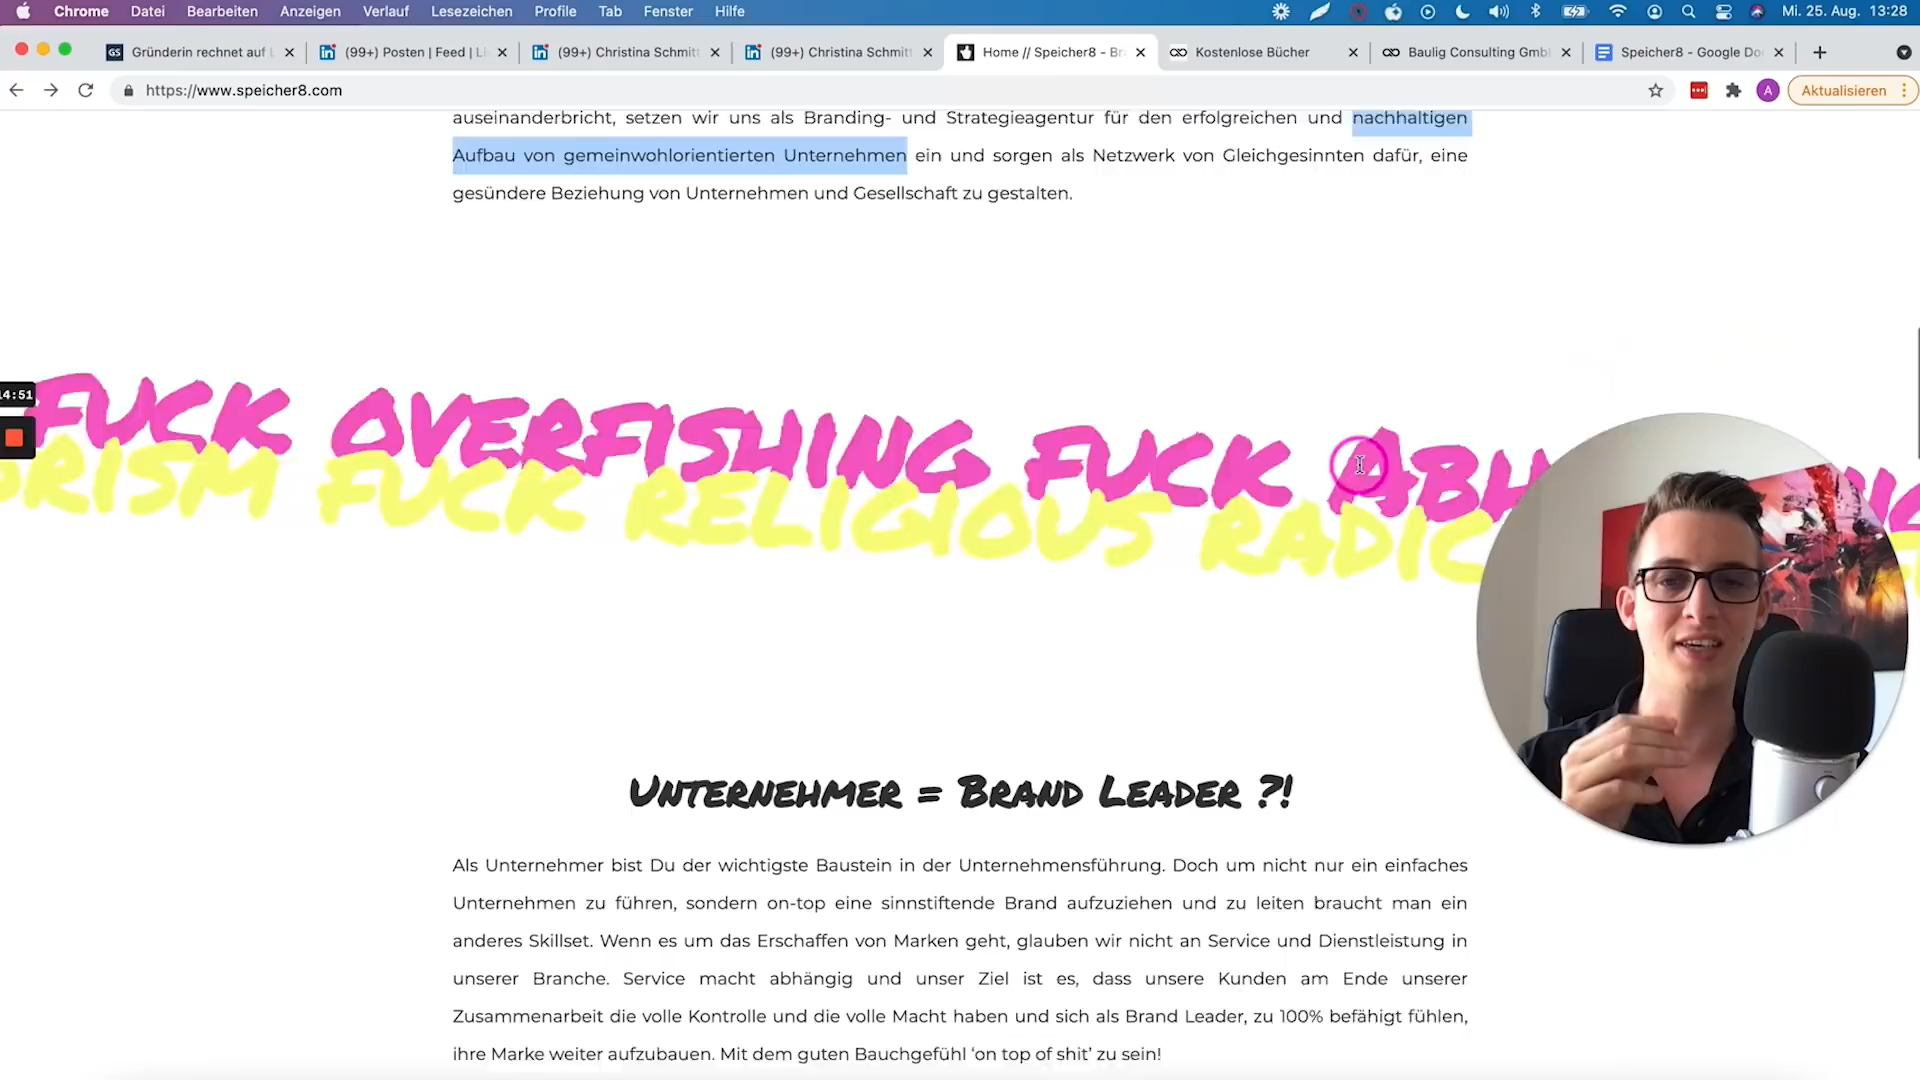 Chrome Datei Bearbeiten Anzeigen Verlauf Lesezeichen Profile Tab Fenster Hilfe Mi. 25. Aug. 13:28
GS Gründerin rechnet auf (99+) Posten | Feed | Li (99+) Christina Schmitt (99+) Christina Schmitt Home // Speicher8 - Br Kostenlose Bücher Baulig Consulting Gmb Speicher8 - Google Do
https://www.speicher8.com A Aktualisieren
auseinanderbricht, setzen wir uns als Branding- und Strategieagentur für den erfolgreichen und nachhaltigen
Aufbau von gemeinwohlorientierten Unternehmen ein und sorgen als Netzwerk von Gleichgesinnten dafür, eine
gesündere Beziehung von Unternehmen und Gesellschaft zu gestalten.
14:51
FUCK OVERFISHING FUCK ABH
RISM FUCK RELIGIOUS RADIC
UNTERNEHMER = BRAND LEADER ?!
Als Unternehmer bist Du der wichtigste Baustein in der Unternehmensführung. Doch um nicht nur ein einfaches
Unternehmen zu führen, sondern on-top eine sinnstiftende Brand aufzuziehen und zu leiten braucht man ein
anderes Skillset. Wenn es um das Erschaffen von Marken geht, glauben wir nicht an Service und Dienstleistung in
unserer Branche. Service macht abhängig und unser Ziel ist es, dass unsere Kunden am Ende unserer
Zusammenarbeit die volle Kontrolle und die volle Macht haben und sich als Brand Leader, zu 100% befähigt fühlen,
ihre Marke weiter aufzubauen. Mit dem guten Bauchgefühl ‘on top of shit’ zu sein!